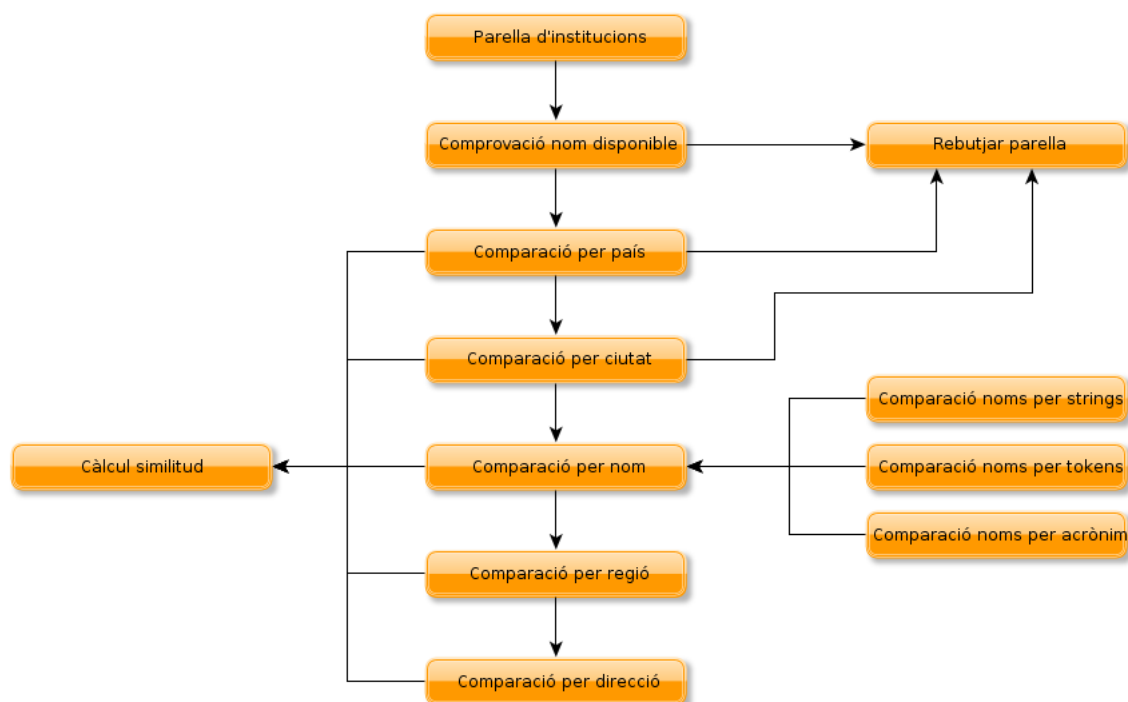 Parella d'institucions
Comprovació nom disponible
Rebutjar parella
Comparació per país
Comparació per ciutat
Comparació noms per strings
Càlcul similitud
Comparació per nom
Comparació noms per tokens
Comparació noms per acrònim
Comparació per regió
Comparació per direcció